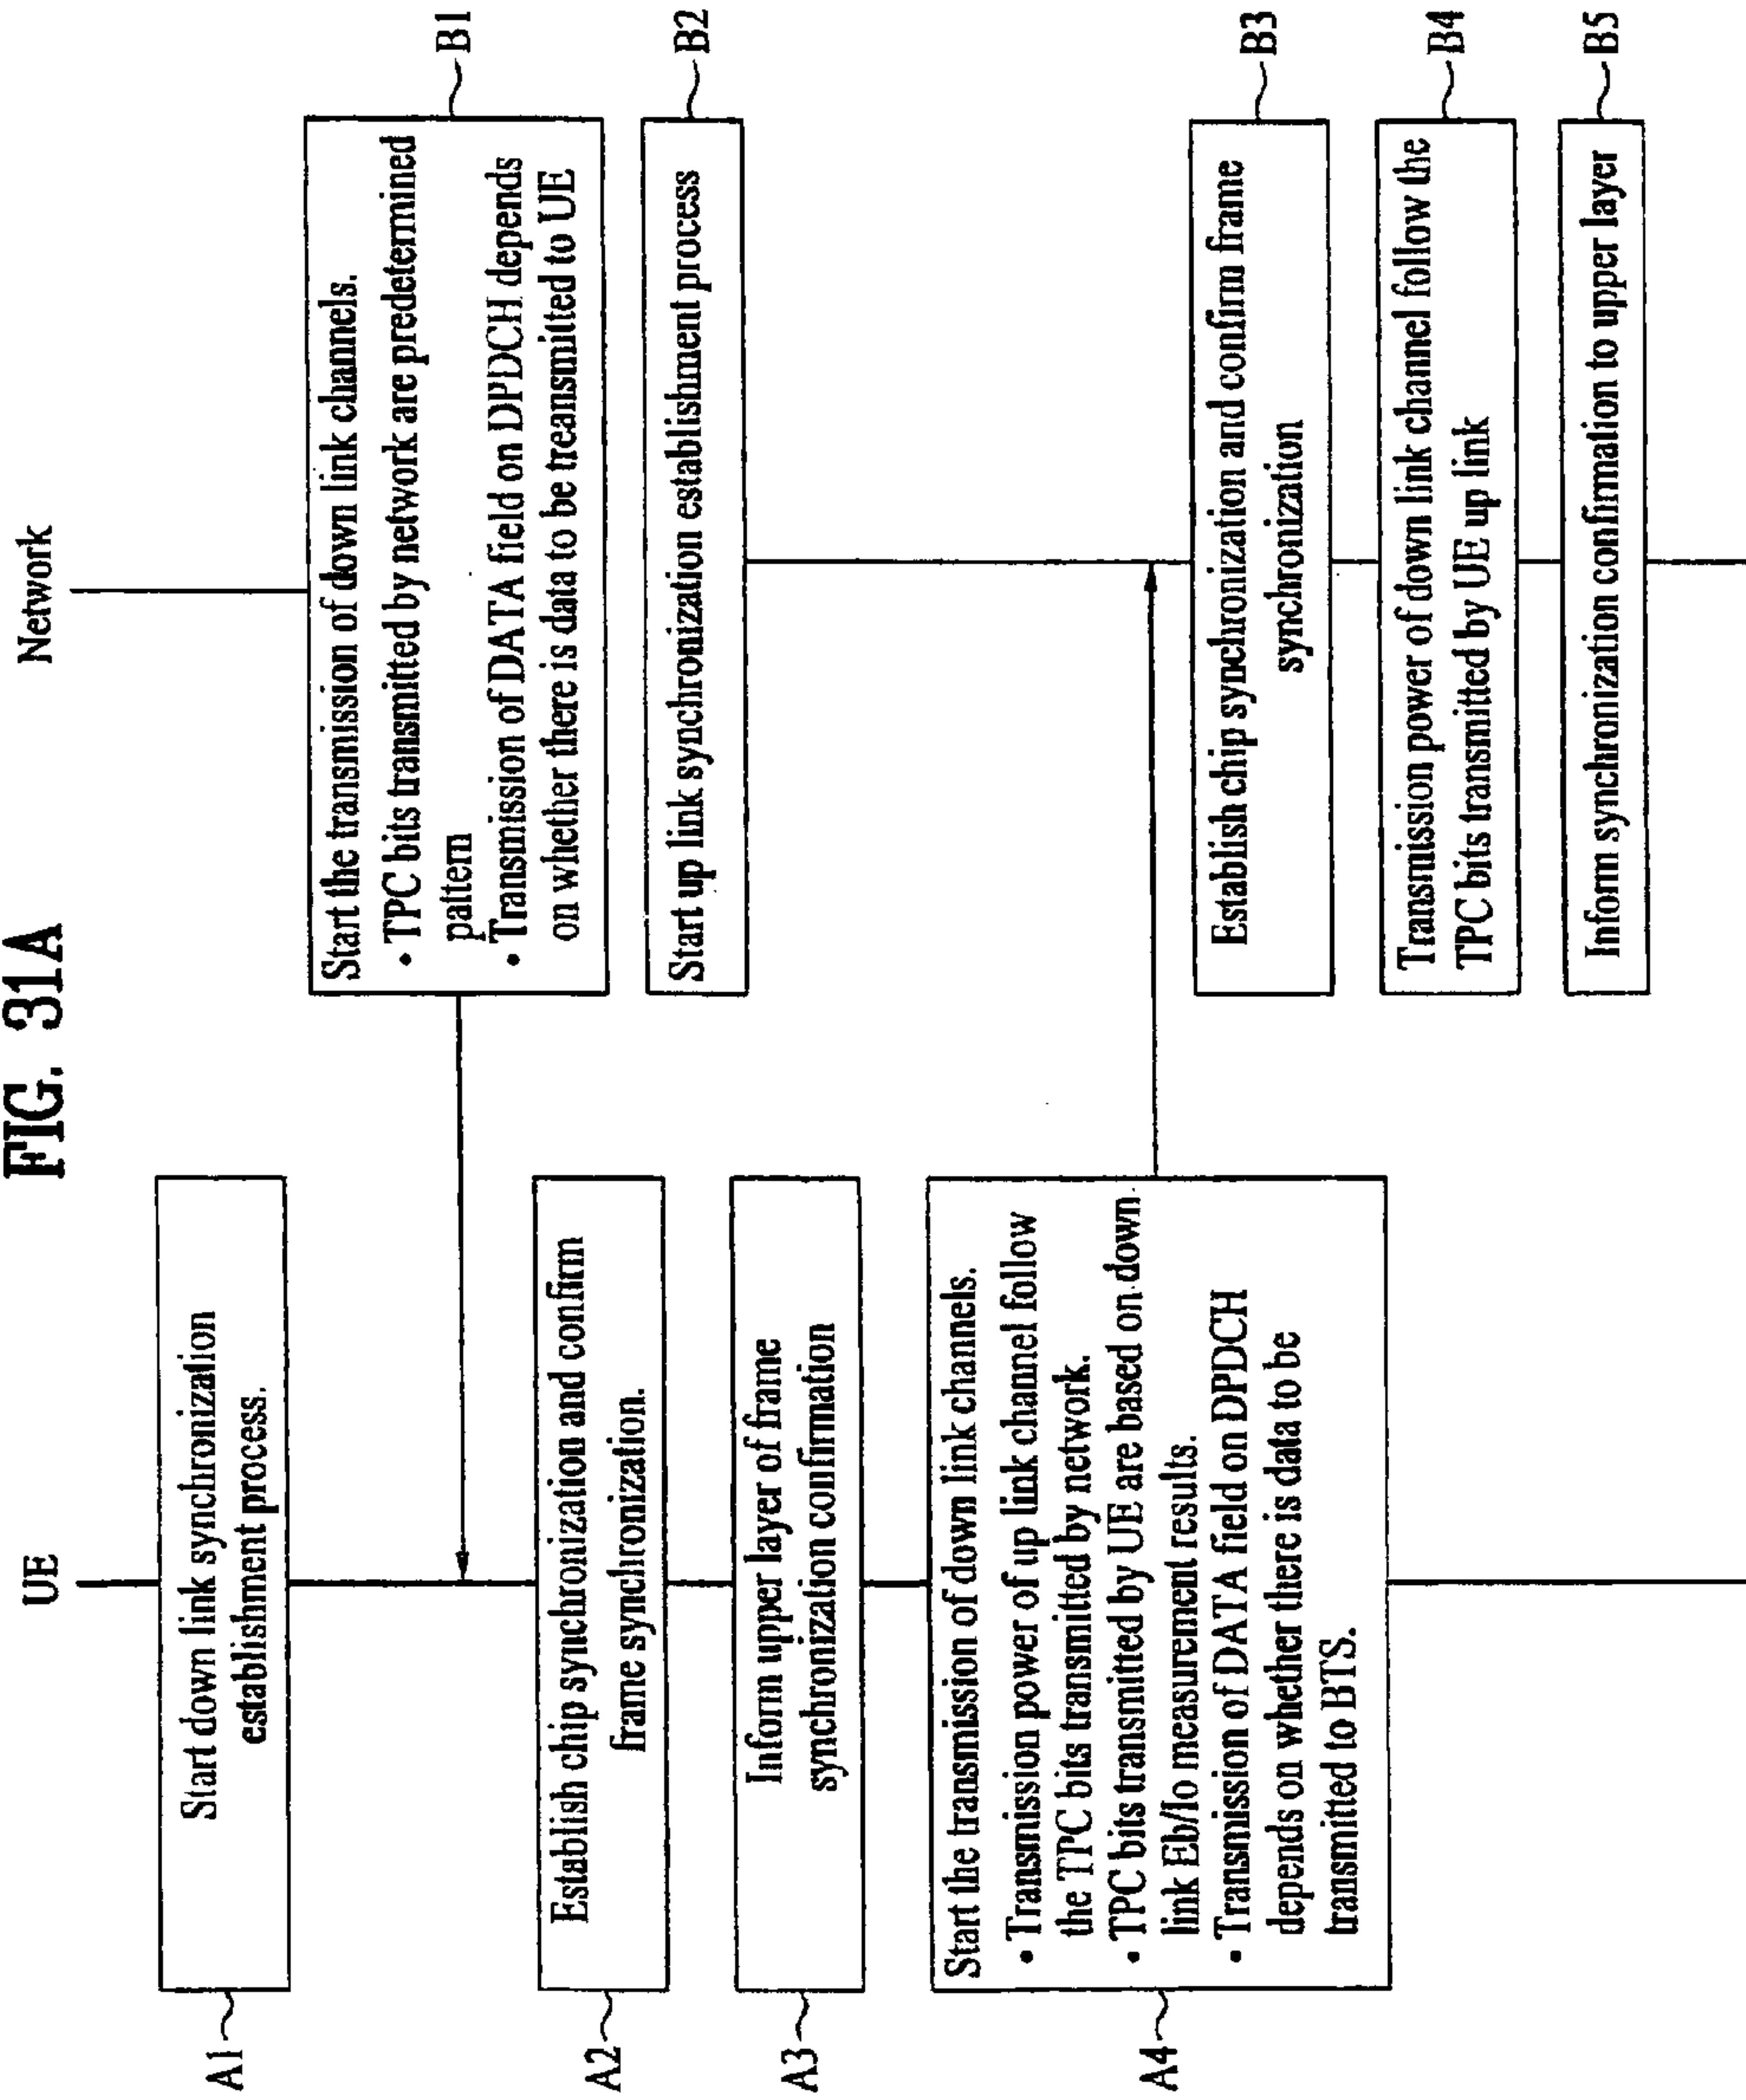 FIG. 31A
UE
Network
A1
Start down link synchronization
establishment process.
Start the transmission of down link channels.
• TPC bits transmitted by network are predetermined
pattern
• Transmission of DATA field on DPDCH depends
on whether there is data to be treansmitted to UE
B1
A2
Establish chip synchronization and confirm
frame synchronization.
Start up link synchronization establishment process
B2
A3
Inform upper layer of frame
synchronization confirmation
A4
Start the transmission of down link channels.
• Transmission power of up link channel follow
the TPC bits transmitted by network.
• TPC bits transmitted by UE are based on down
link Eb/Io measurement results.
• Transmission of DATA field on DPDCH
depends on whether there is data to be
transmitted to BTS.
Establish chip synchronization and confirm frame
synchronization
B3
Transmission power of down link channel follow the
TPC bits transmitted by UE up link
B4
Inform synchronization confirmation to upper layer
B5